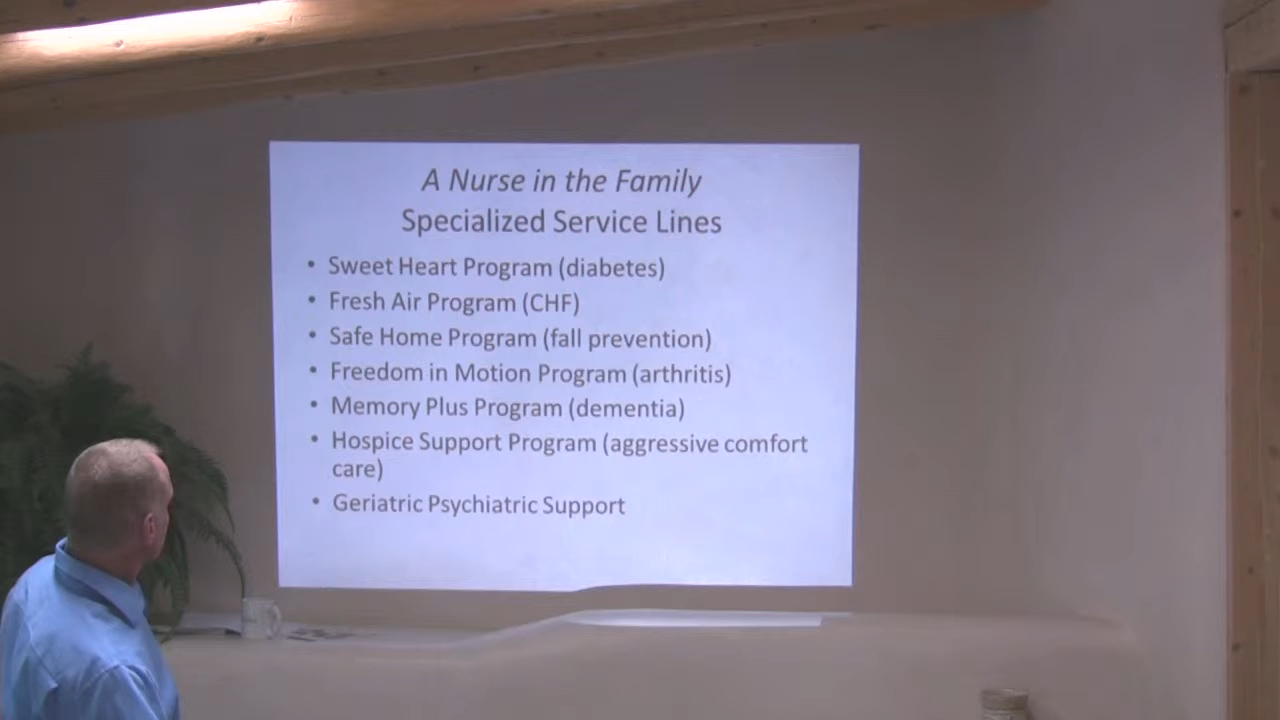 A Nurse in the Family
Specialized Service Lines
• Sweet Heart Program (diabetes)
• Fresh Air Program (CHF)
• Safe Home Program (fall prevention)
• Freedom in Motion Program (arthritis)
• Memory Plus Program (dementia)
• Hospice Support Program (aggressive comfort
care)
• Geriatric Psychiatric Support